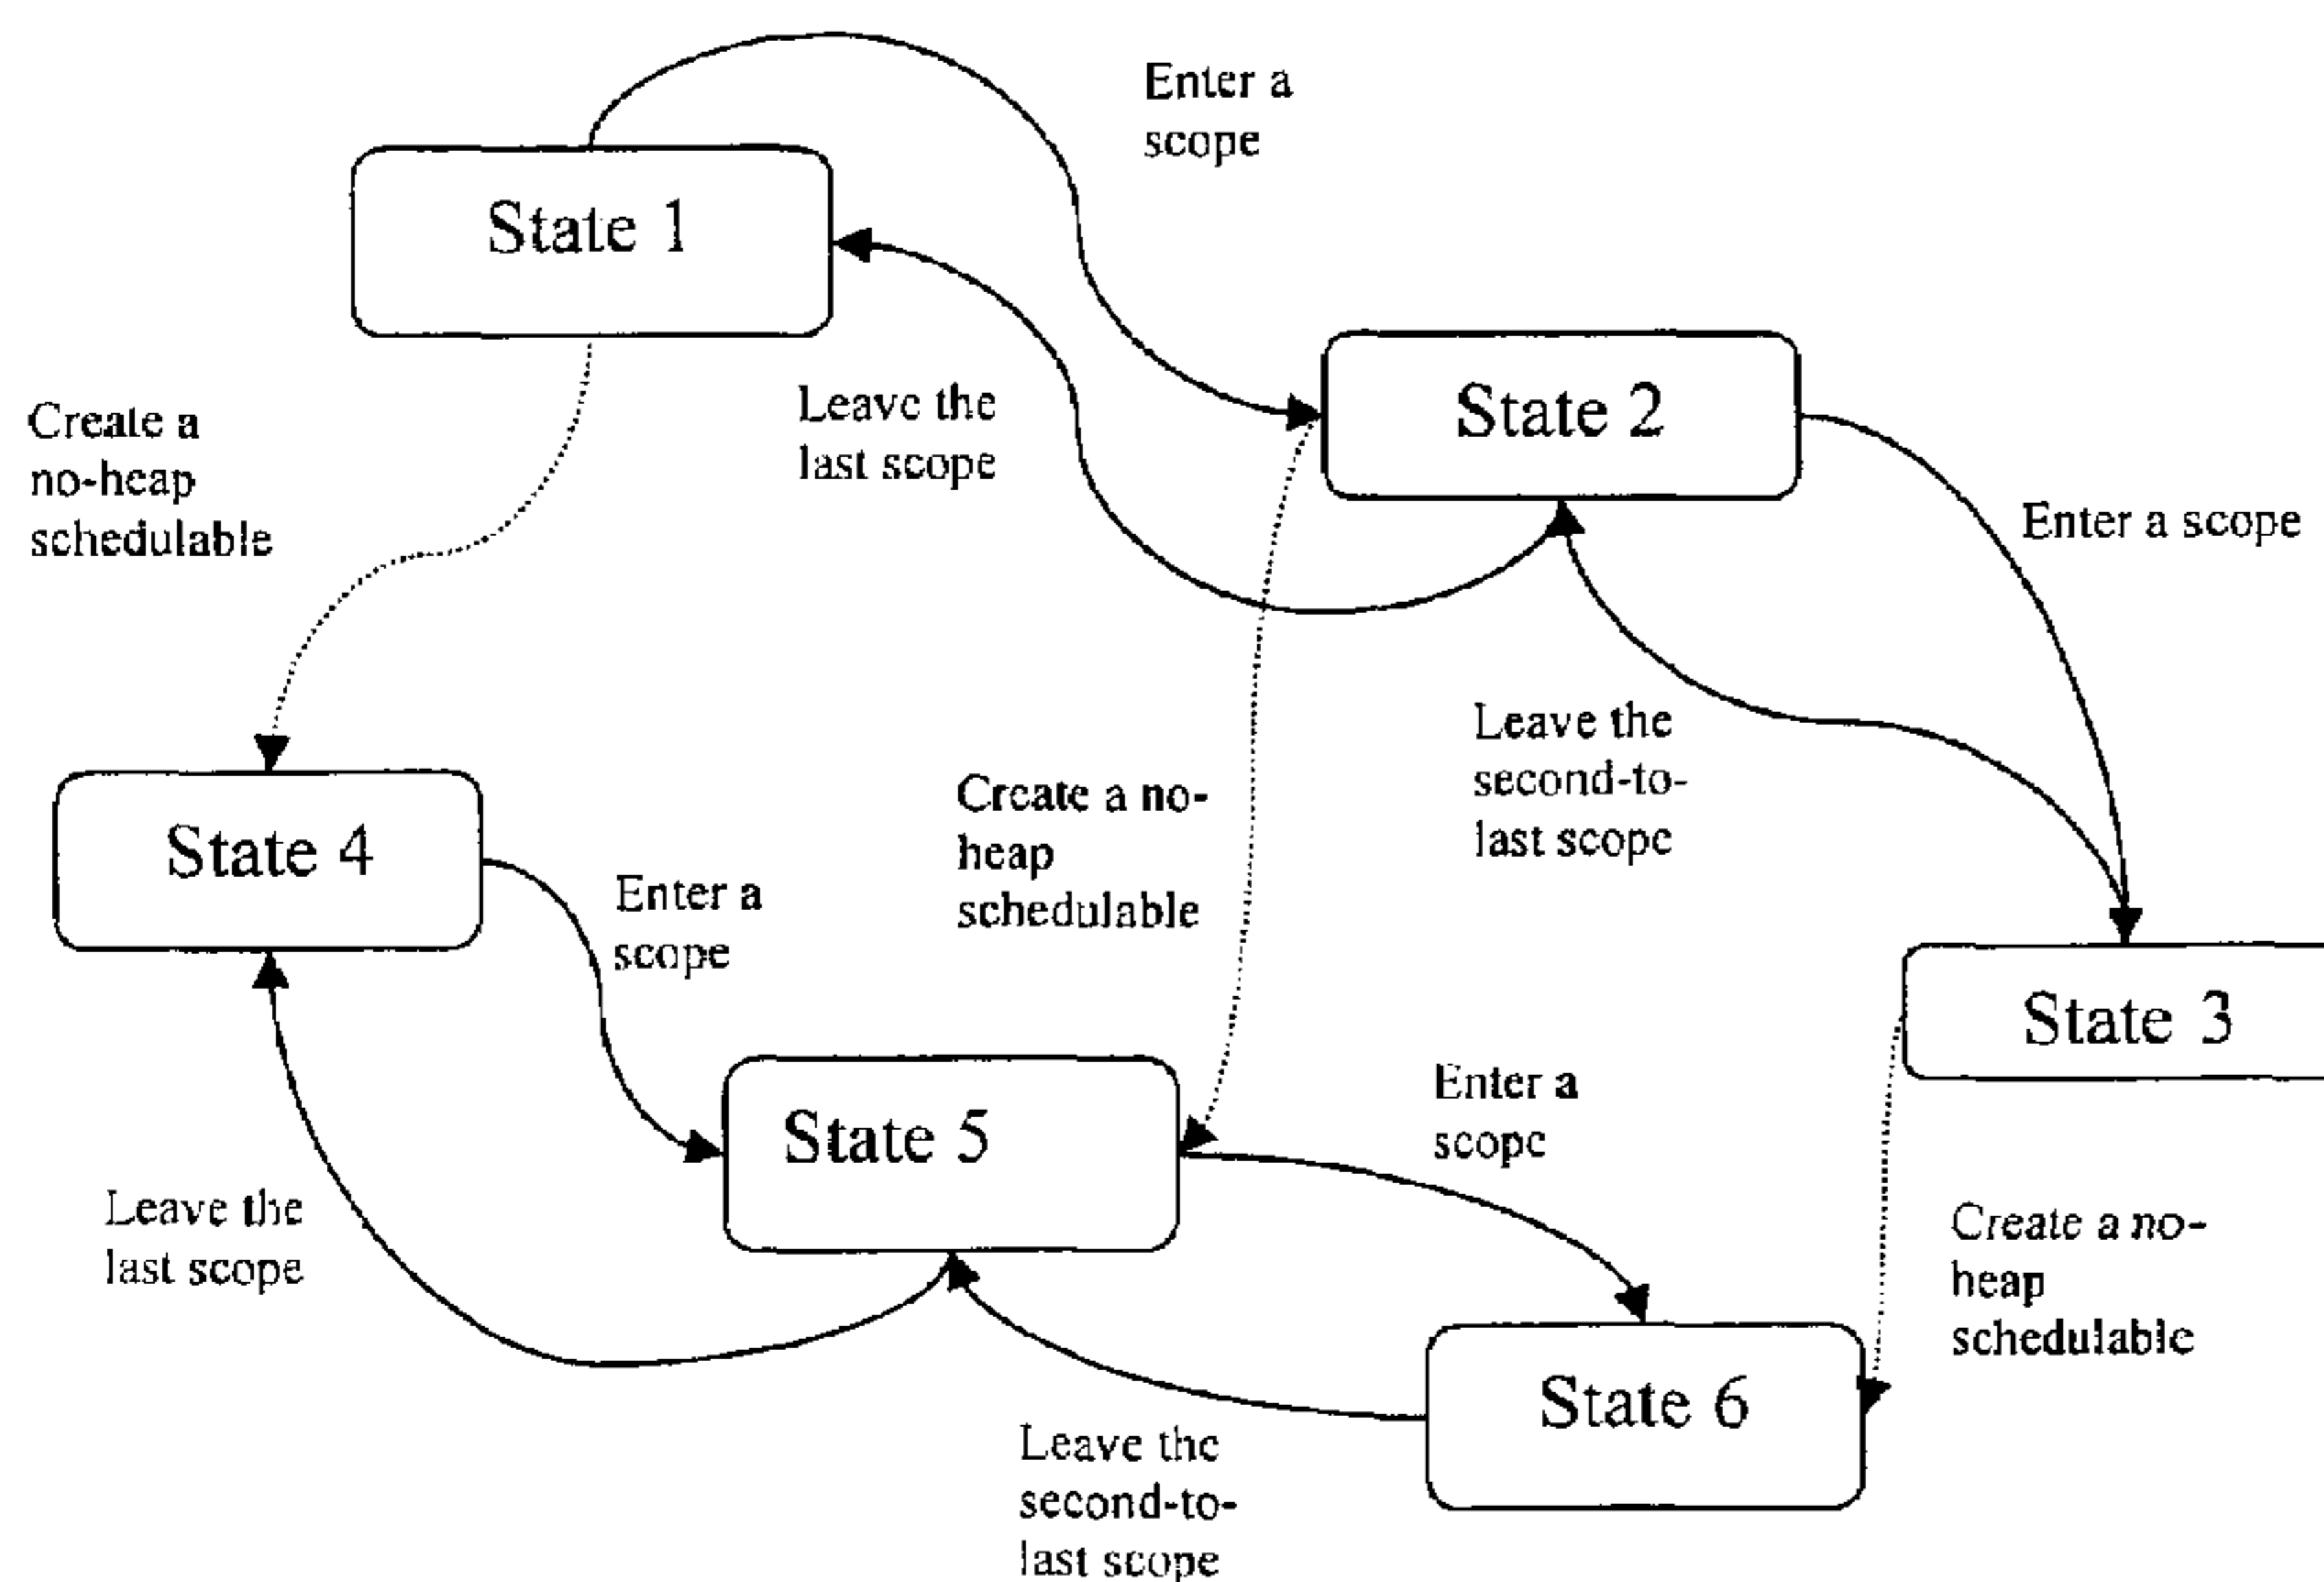 Enter a
scope
State 1
Leave the
last scope
Create a
no-heap
schedulable
State 2
Enter a scope
Leave the
second-to-
last scope
State 4
Enter a
scope
Create a no-
heap
schedulable
State 3
State 5
Enter a
scope
Leave the
last scope
Create a no-
heap
schedulable
State 6
Leave the
second-to-
last scope